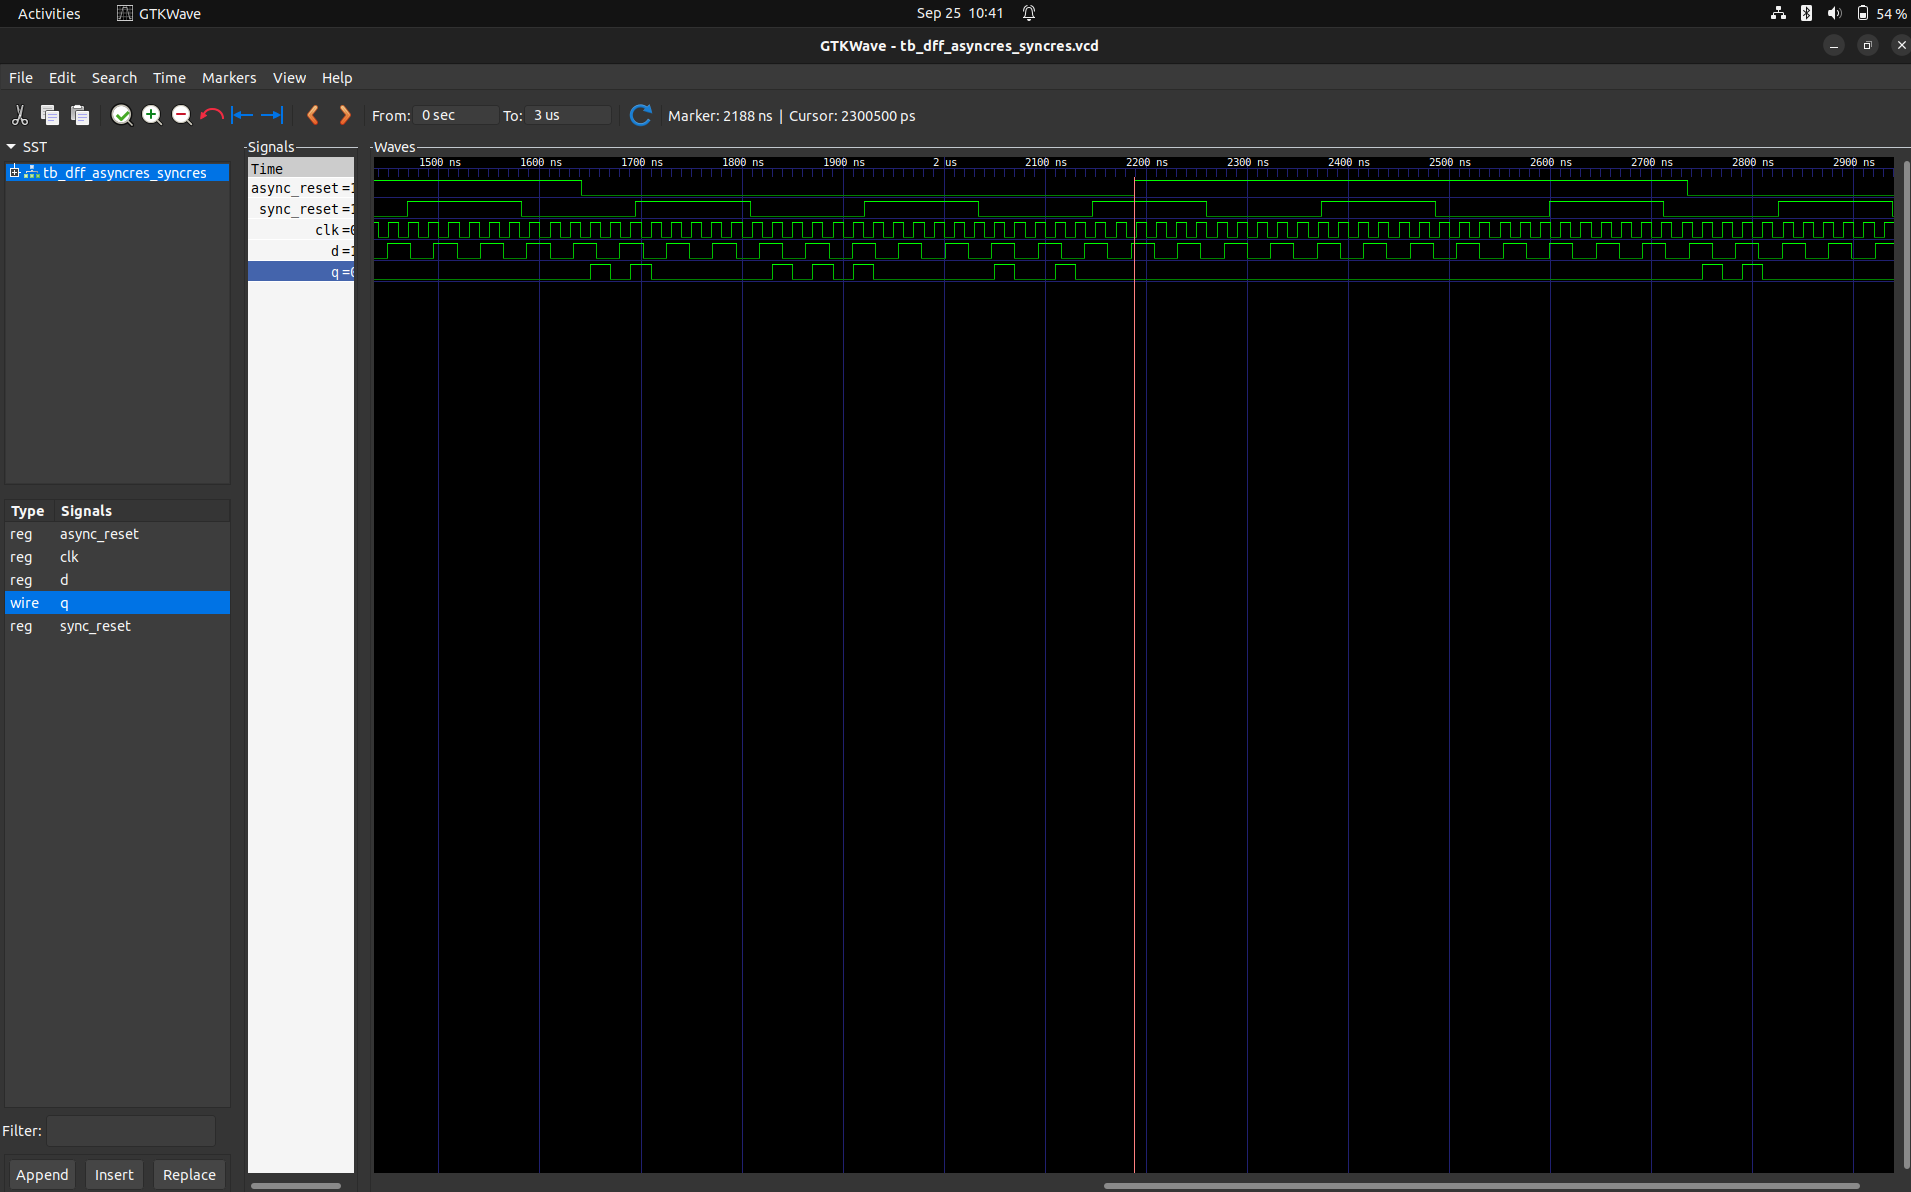 Activities GTKWave Sep 25 10:41 54 %
GTKWave - tb_dff_asyncres_syncres.vcd
File Edit Search Time Markers View Help
From: 0 sec To: 3 us Marker: 2188 ns | Cursor: 2300500 ps
SST
tb_dff_asyncres_syncres
Type Signals
reg async_reset
reg clk
reg d
wire q
reg sync_reset
Filter:
Append Insert Replace
Signals
Time
async_reset=1
sync_reset=1
clk=0
d=1
q=0
Waves
1500 ns 1600 ns 1700 ns 1800 ns 1900 ns 2 us 2100 ns 2200 ns 2300 ns 2400 ns 2500 ns 2600 ns 2700 ns 2800 ns 2900 ns